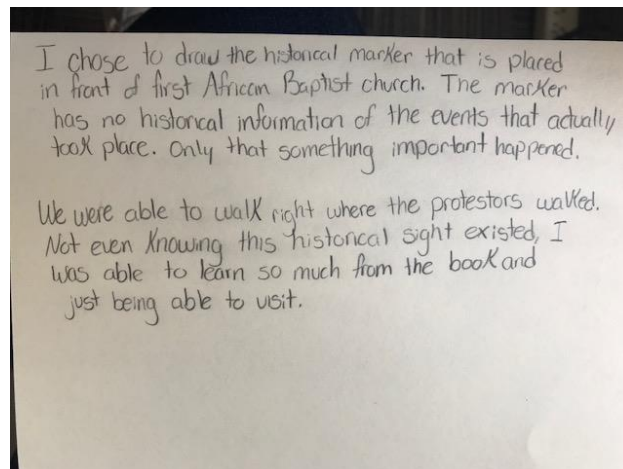 I chose to draw the historical marker that is placed
in front of first African Baptist church. The marker
has no historical information of the events that actually
took place. Only that something important happened.
We were able to walk right where the protestors walked.
Not even knowing this historical sight existed, I
was able to learn so much from the book and
just being able to visit.